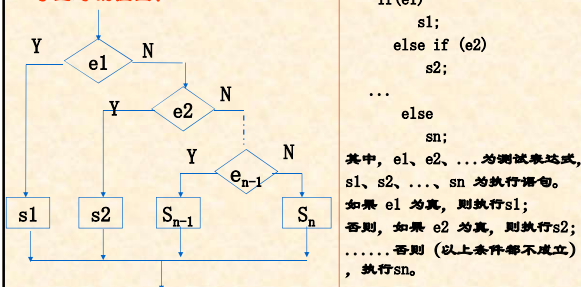 if(e1)
s1;
else if (e2)
s2;
...
else
sn;
其中, e1、e2、...为测试表达式,
s1、s2、...、sn 为执行语句。
如果 e1 为真, 则执行s1;
否则, 如果 e2 为真, 则执行s2;
......否则 (以上条件都不成立)
, 执行sn。
Y
N
e1
Y
e2
N
Y
e n-1
N
s1
s2
S n-1
S n